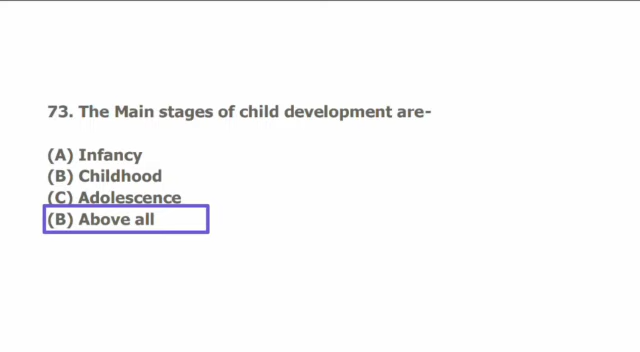 73. The Main stages of child development are-
(A) Infancy
(B) Childhood
(C) Adolescence
(B) Above all